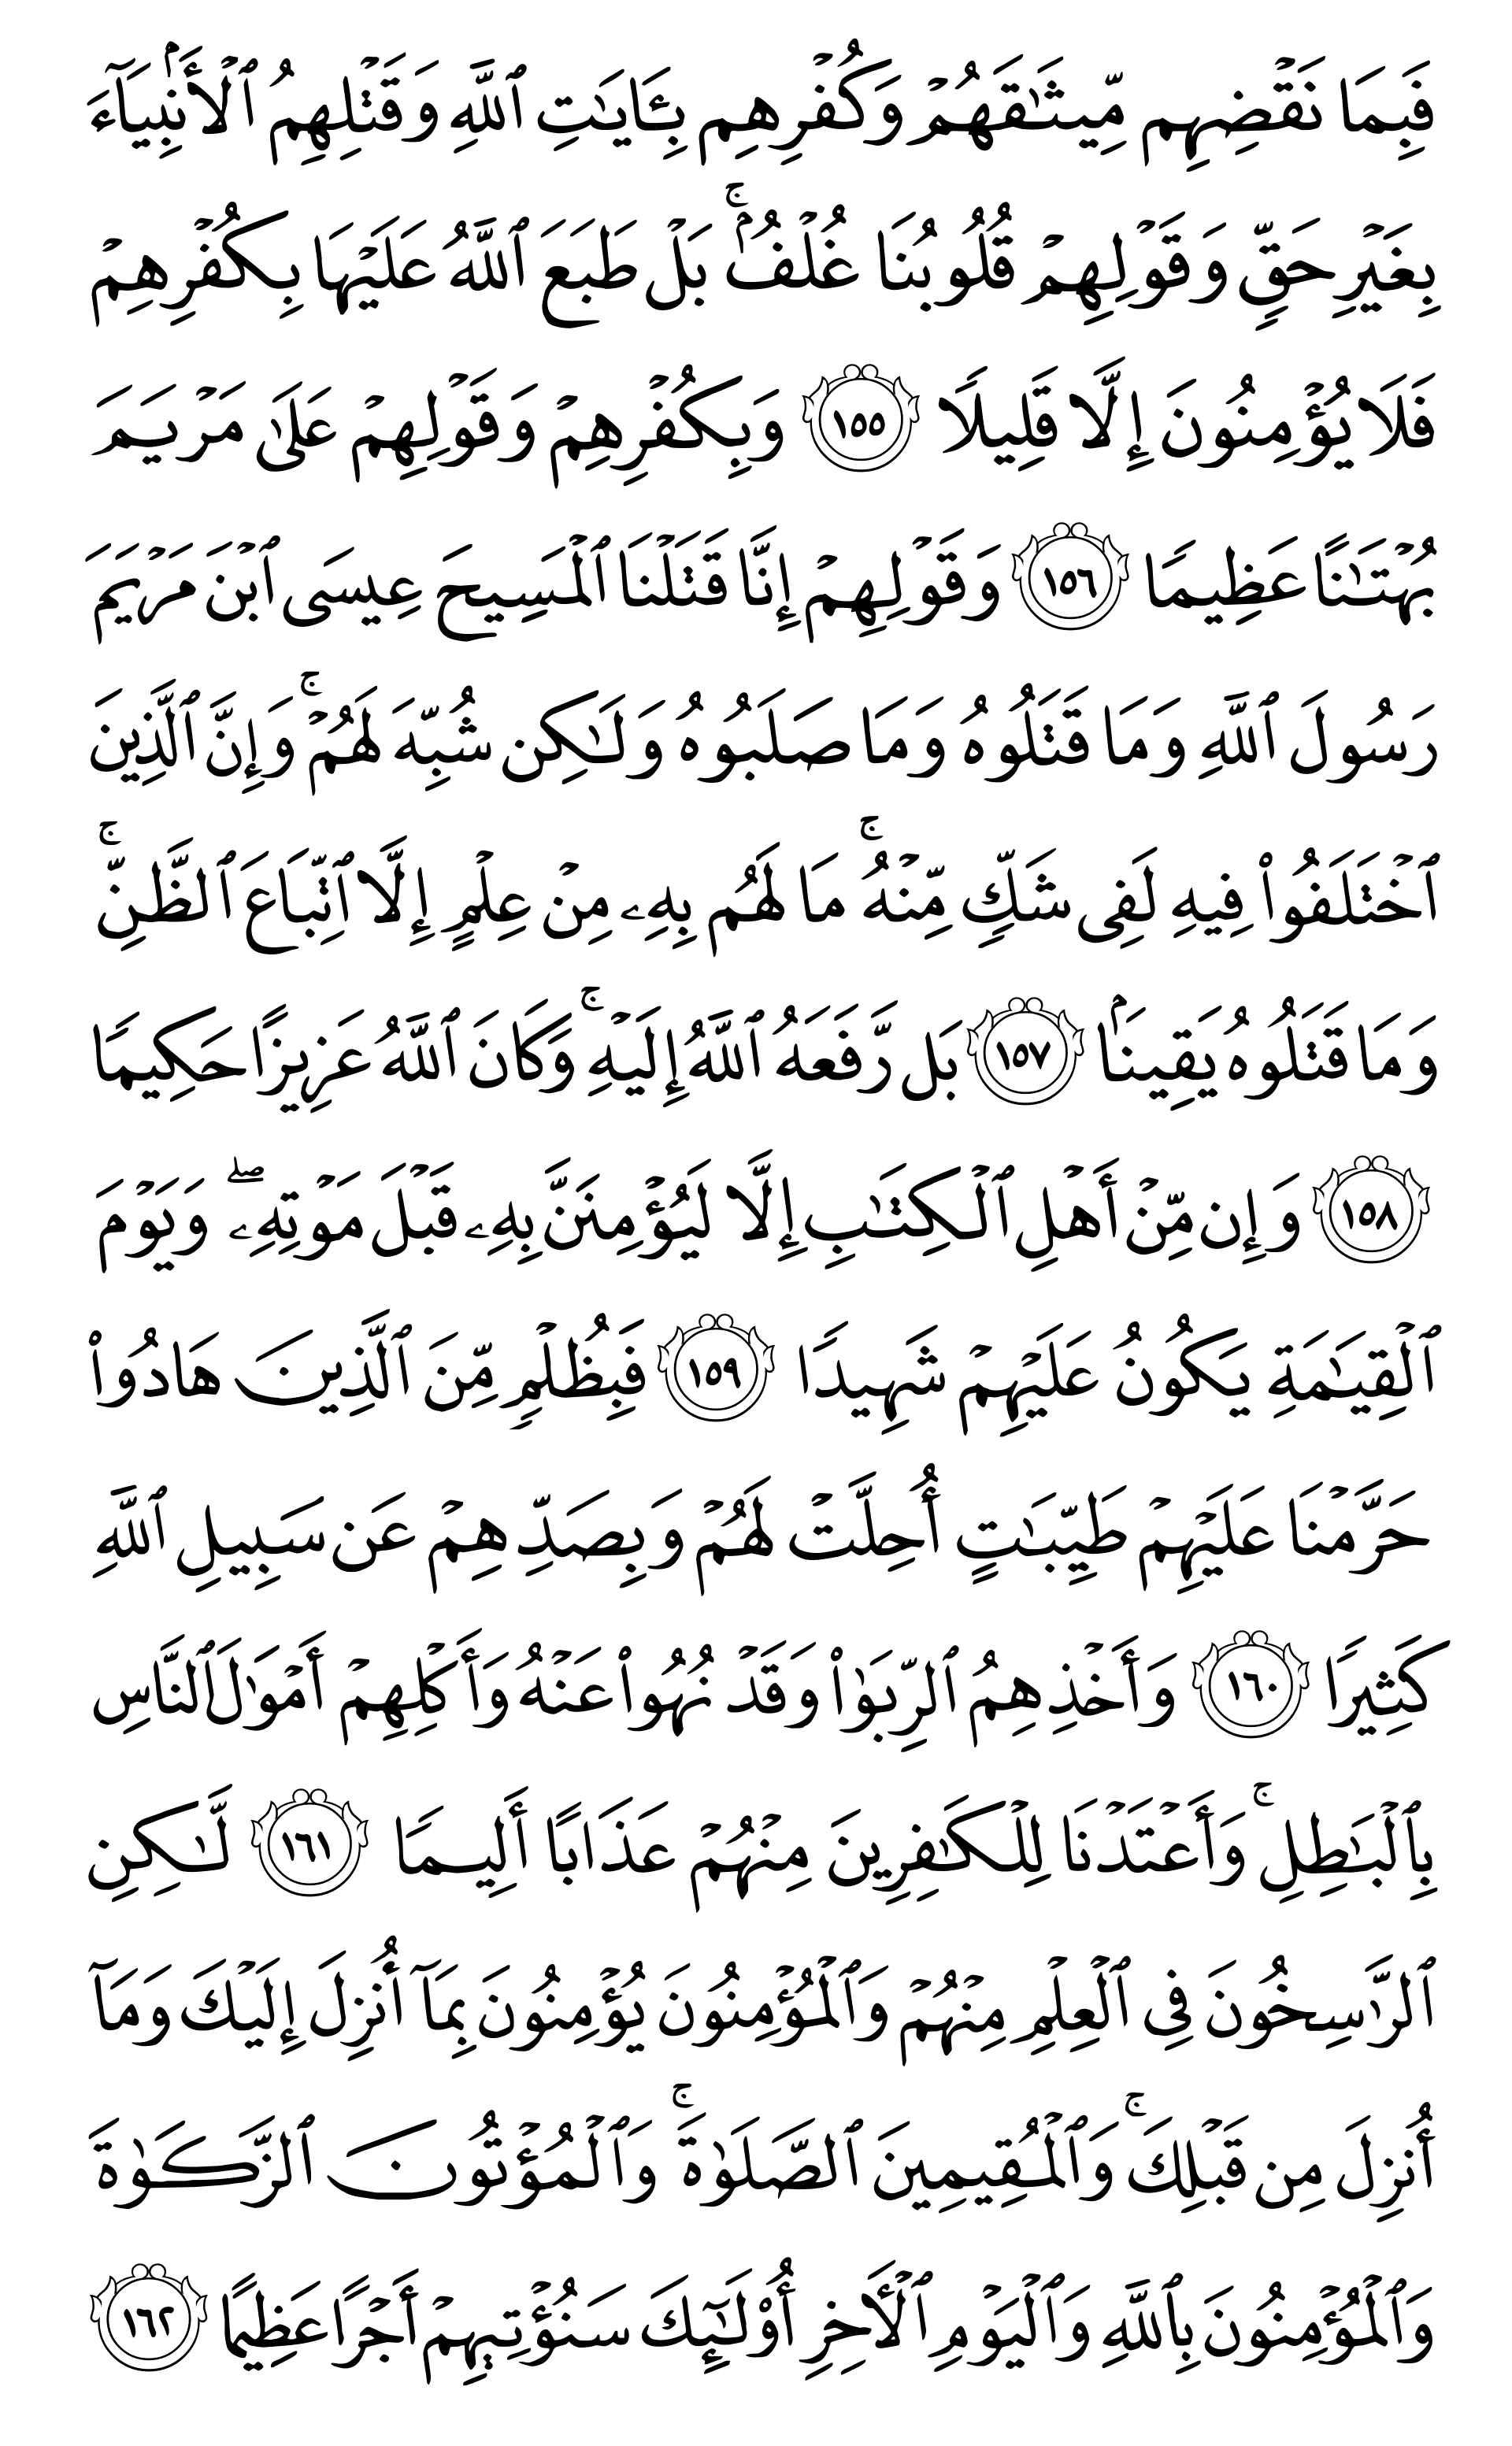 فَبِمَا نَقۡضِهِم مِّيثَٰقَهُمۡ وَكُفۡرِهِم بِـَٔايَٰتِ ٱللَّهِ وَقَتۡلِهِمُ ٱلۡأَنۢبِيَآءَ
بِغَيۡرِ حَقّٖ وَقَوۡلِهِمۡ قُلُوبُنَا غُلۡفُۢۚ بَلۡ طَبَعَ ٱللَّهُ عَلَيۡهَا بِكُفۡرِهِمۡ
فَلَا يُؤۡمِنُونَ إِلَّا قَلِيلٗا ١٥٥ وَبِكُفۡرِهِمۡ وَقَوۡلِهِمۡ عَلَىٰ مَرۡيَمَ
بُهۡتَٰنًا عَظِيمٗا ١٥٦ وَقَوۡلِهِمۡ إِنَّا قَتَلۡنَا ٱلۡمَسِيحَ عِيسَى ٱبۡنَ مَرۡيَمَ
رَسُولَ ٱللَّهِ وَمَا قَتَلُوهُ وَمَا صَلَبُوهُ وَلَٰكِن شُبِّهَ لَهُمۡۚ وَإِنَّ ٱلَّذِينَ
ٱخۡتَلَفُواْ فِيهِ لَفِي شَكّٖ مِّنۡهُۚ مَا لَهُم بِهِۦ مِنۡ عِلۡمٍ إِلَّا ٱتِّبَاعَ ٱلظَّنِّۚ
وَمَا قَتَلُوهُ يَقِينَۢا ١٥٧ بَل رَّفَعَهُ ٱللَّهُ إِلَيۡهِۚ وَكَانَ ٱللَّهُ عَزِيزًا حَكِيمٗا
١٥٨ وَإِن مِّنۡ أَهۡلِ ٱلۡكِتَٰبِ إِلَّا لَيُؤۡمِنَنَّ بِهِۦ قَبۡلَ مَوۡتِهِۦۖ وَيَوۡمَ
ٱلۡقِيَٰمَةِ يَكُونُ عَلَيۡهِمۡ شَهِيدٗا ١٥٩ فَبِظُلۡمٖ مِّنَ ٱلَّذِينَ هَادُواْ
حَرَّمۡنَا عَلَيۡهِمۡ طَيِّبَٰتٍ أُحِلَّتۡ لَهُمۡ وَبِصَدِّهِمۡ عَن سَبِيلِ ٱللَّهِ
كَثِيرٗا ١٦٠ وَأَخۡذِهِمُ ٱلرِّبَوٰاْ وَقَدۡ نُهُواْ عَنۡهُ وَأَكۡلِهِمۡ أَمۡوَٰلَ ٱلنَّاسِ
بِٱلۡبَٰطِلِۚ وَأَعۡتَدۡنَا لِلۡكَٰفِرِينَ مِنۡهُمۡ عَذَابًا أَلِيمٗا ١٦١ لَّٰكِنِ
ٱلرَّٰسِخُونَ فِي ٱلۡعِلۡمِ مِنۡهُمۡ وَٱلۡمُؤۡمِنُونَ يُؤۡمِنُونَ بِمَآ أُنزِلَ إِلَيۡكَ وَمَآ
أُنزِلَ مِن قَبۡلِكَۚ وَٱلۡمُقِيمِينَ ٱلصَّلَوٰةَۚ وَٱلۡمُؤۡتُونَ ٱلزَّكَوٰةَ
وَٱلۡمُؤۡمِنُونَ بِٱللَّهِ وَٱلۡيَوۡمِ ٱلۡأٓخِرِ أُوْلَٰٓئِكَ سَنُؤۡتِيهِمۡ أَجۡرًا عَظِيمًا ١٦٢